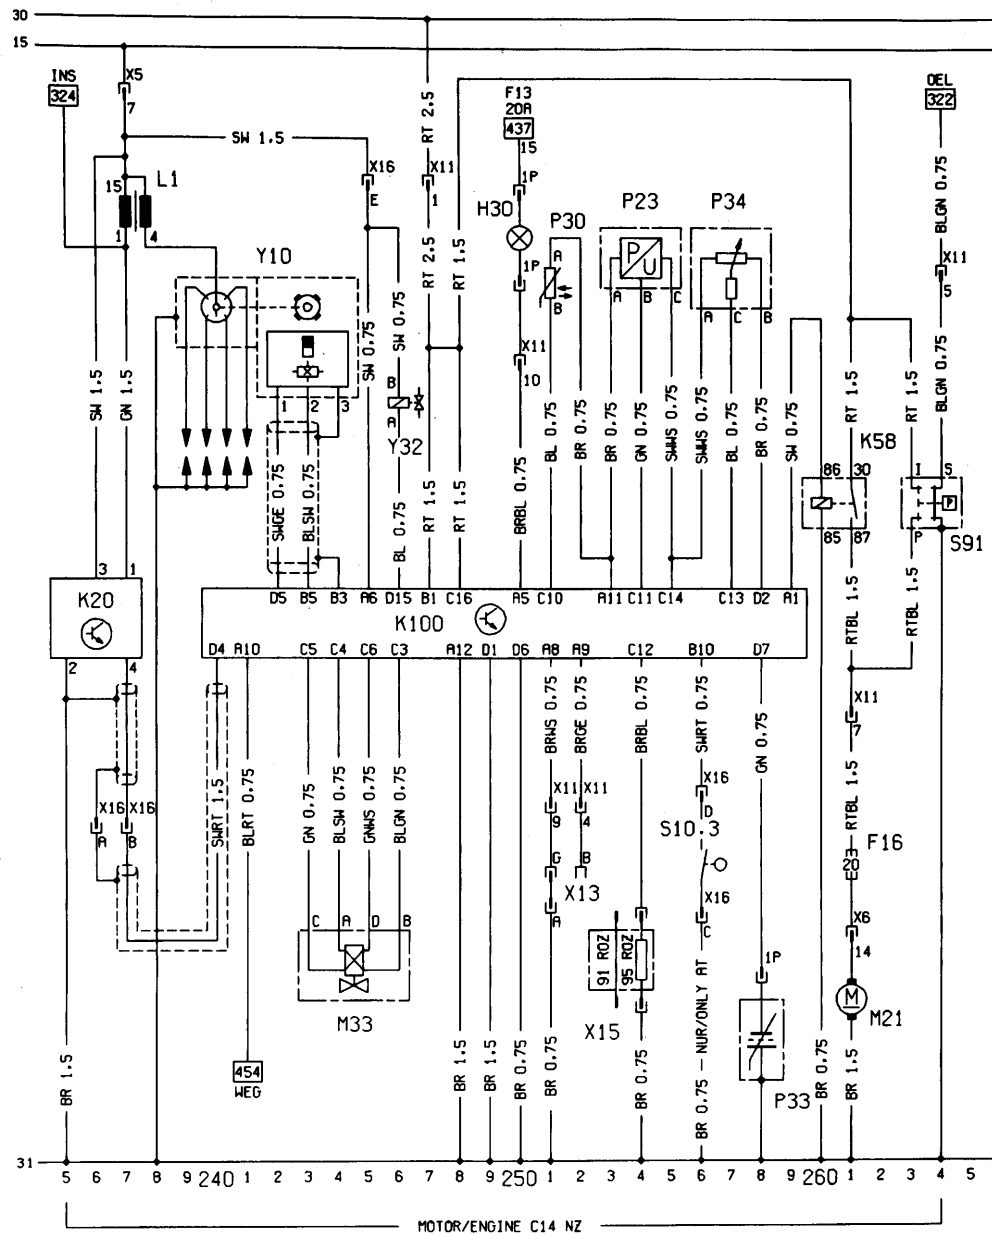 30
15
INS
324
X5
7
SW 1.5
15
L1
1
4
X16
E
RT 2.5
X11
1
RT 2.5
RT 1.5
F13
20A
437
15
1P
H30
1P
X11
10
P30
A
B
P23
P
U
A
B
C
P34
A
C
B
OEL
322
BLGN 0.75
X11
5
BLGN 0.75
Y10
1
2
3
SW 0.75
SW 0.75
B
A
Y32
SW 1.5
GN 1.5
SWGE 0.75
BLSW 0.75
BL 0.75
RT 1.5
RT 1.5
BRBL 0.75
BL 0.75
BR 0.75
BR 0.75
GN 0.75
SWWS 0.75
SWWS 0.75
BL 0.75
BR 0.75
SW 0.75
RT 1.5
RT 1.5
K58
86
30
85
87
I
S
P
P
S91
3
1
K20
2
4
D5
B5
B3
A6
D15
B1
C16
A5
C10
A11
C11
C14
C13
D2
A1
K100
D4
A10
C5
C4
C6
C3
A12
D1
D6
A8
A9
C12
B10
D7
RTBL 1.5
RTBL 1.5
X11
7
RTBL 1.5
F16
20
X6
14
M
M21
BR 1.5
X16
X16
A
B
SWRT 1.5
BLRT 0.75
GN 0.75
BLSW 0.75
GNWS 0.75
BLGN 0.75
C
A
D
B
M33
BRWS 0.75
BRGE 0.75
X11
X11
9
4
G
B
X13
A
BRBL 0.75
91 ROZ
95 ROZ
X15
SWRT 0.75
X16
D
S10.3
X16
C
NUR/ONLY AT
GN 0.75
1P
P33
454
WEG
BR 1.5
BR 1.5
BR 1.5
BR 0.75
BR 0.75
BR 0.75
BR 0.75
BR 0.75
31
5 6 7 8 9 240 1 2 3 4 5 6 7 8 9 250 1 2 3 4 5 6 7 8 9 260 1 2 3 4 5
MOTOR/ENGINE C14 NZ